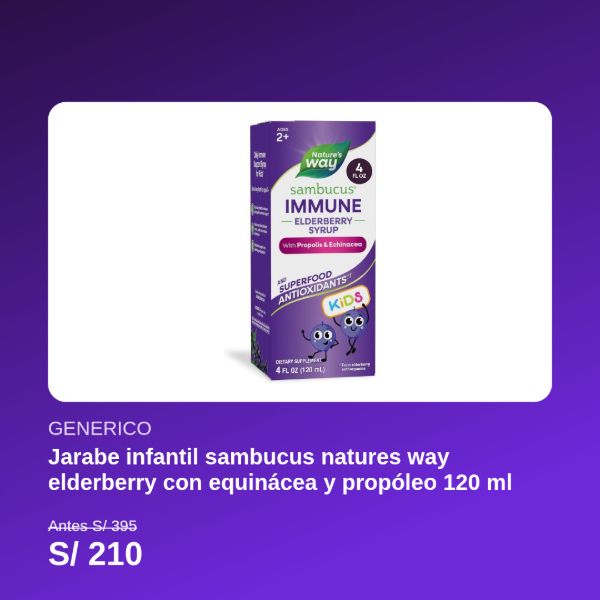 AGES
2+
Nature's
way
4
FL OZ
sambucus®
IMMUNE
ELDERBERRY
SYRUP
With Propolis & Echinacea
SUPERFOOD
ANTIOXIDANTS
KiDS
DIETARY SUPPLEMENT
4 FL OZ (120 mL)
GENERICO
Jarabe infantil sambucus natures way
elderberry con equinácea y propóleo 120 ml
Antes S/ 395
S/ 210